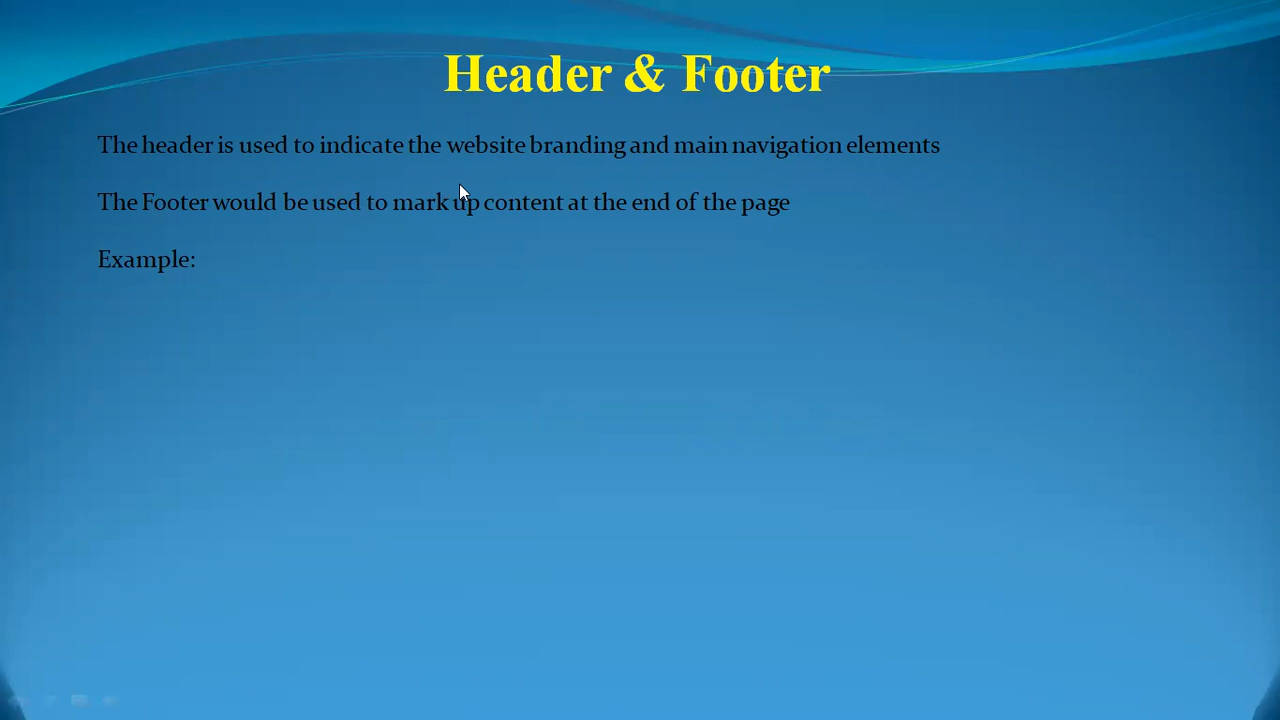 Header & Footer
The header is used to indicate the website branding and main navigation elements
The Footer would be used to mark up content at the end of the page
Example: